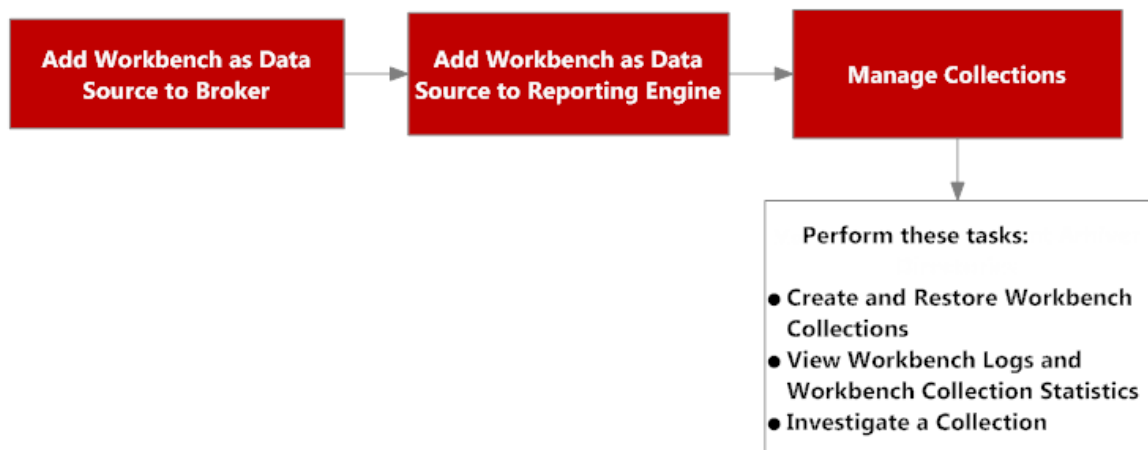 Add Workbench as Data
Source to Broker
Add Workbench as Data
Source to Reporting Engine
Manage Collections
Perform these tasks:
● Create and Restore Workbench
Collections
● View Workbench Logs and
Workbench Collection Statistics
● Investigate a Collection